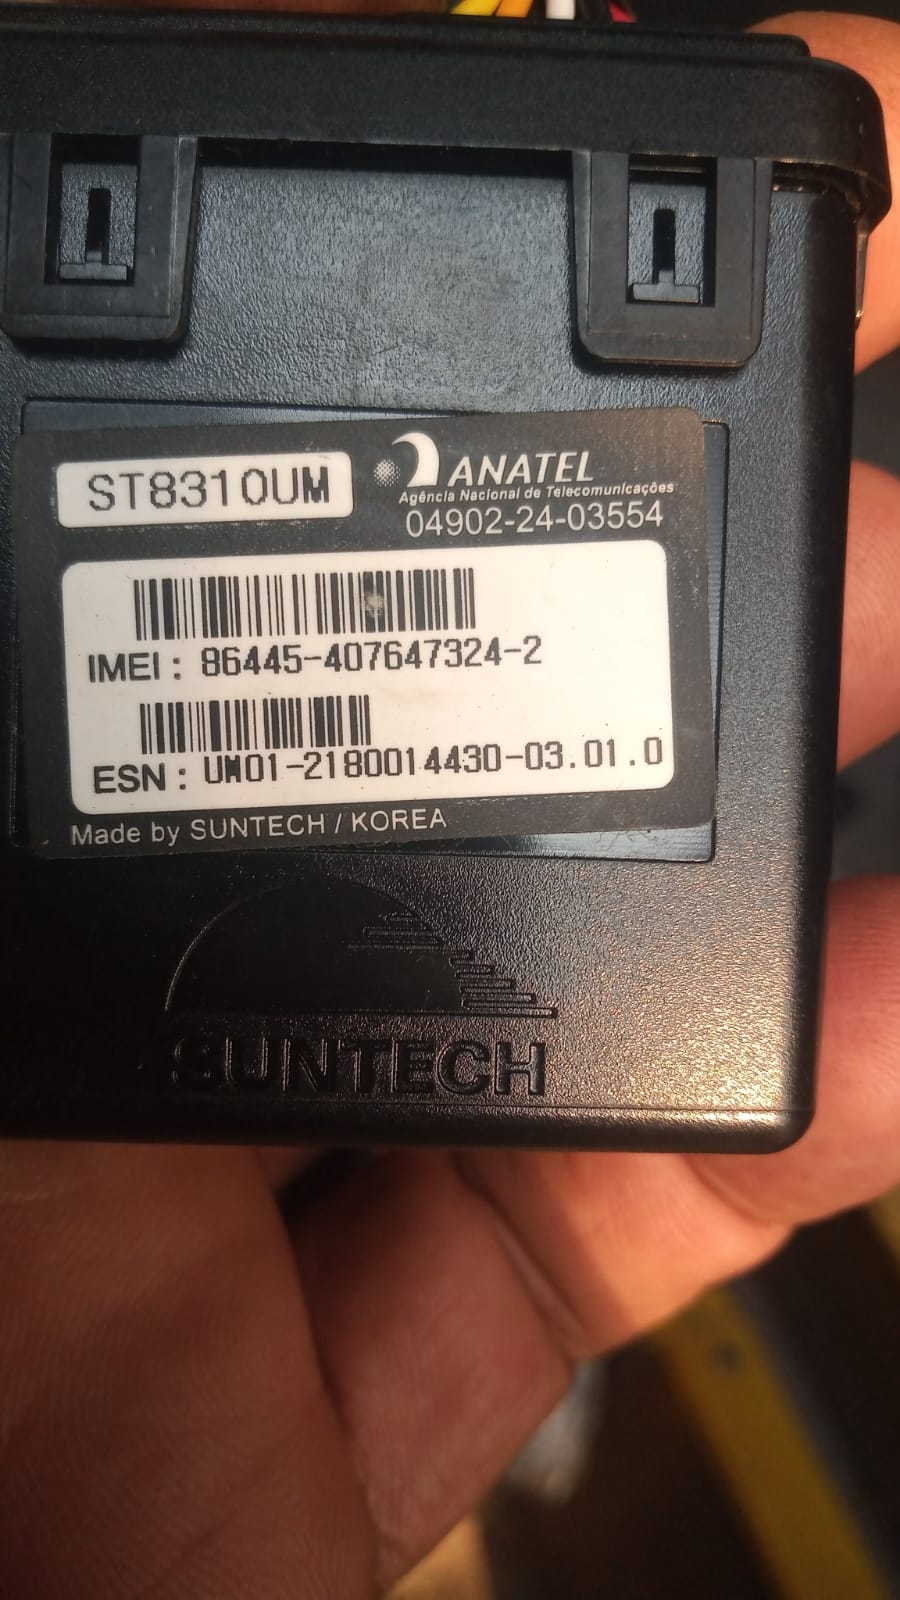 ST8310UM
ANATEL
Agência Nacional de Telecomunicações
04902-24-03554
IMEI : 86445-407647324-2
ESN : UM01-2180014430-03.01.0
Made by SUNTECH / KOREA
SUNTECH